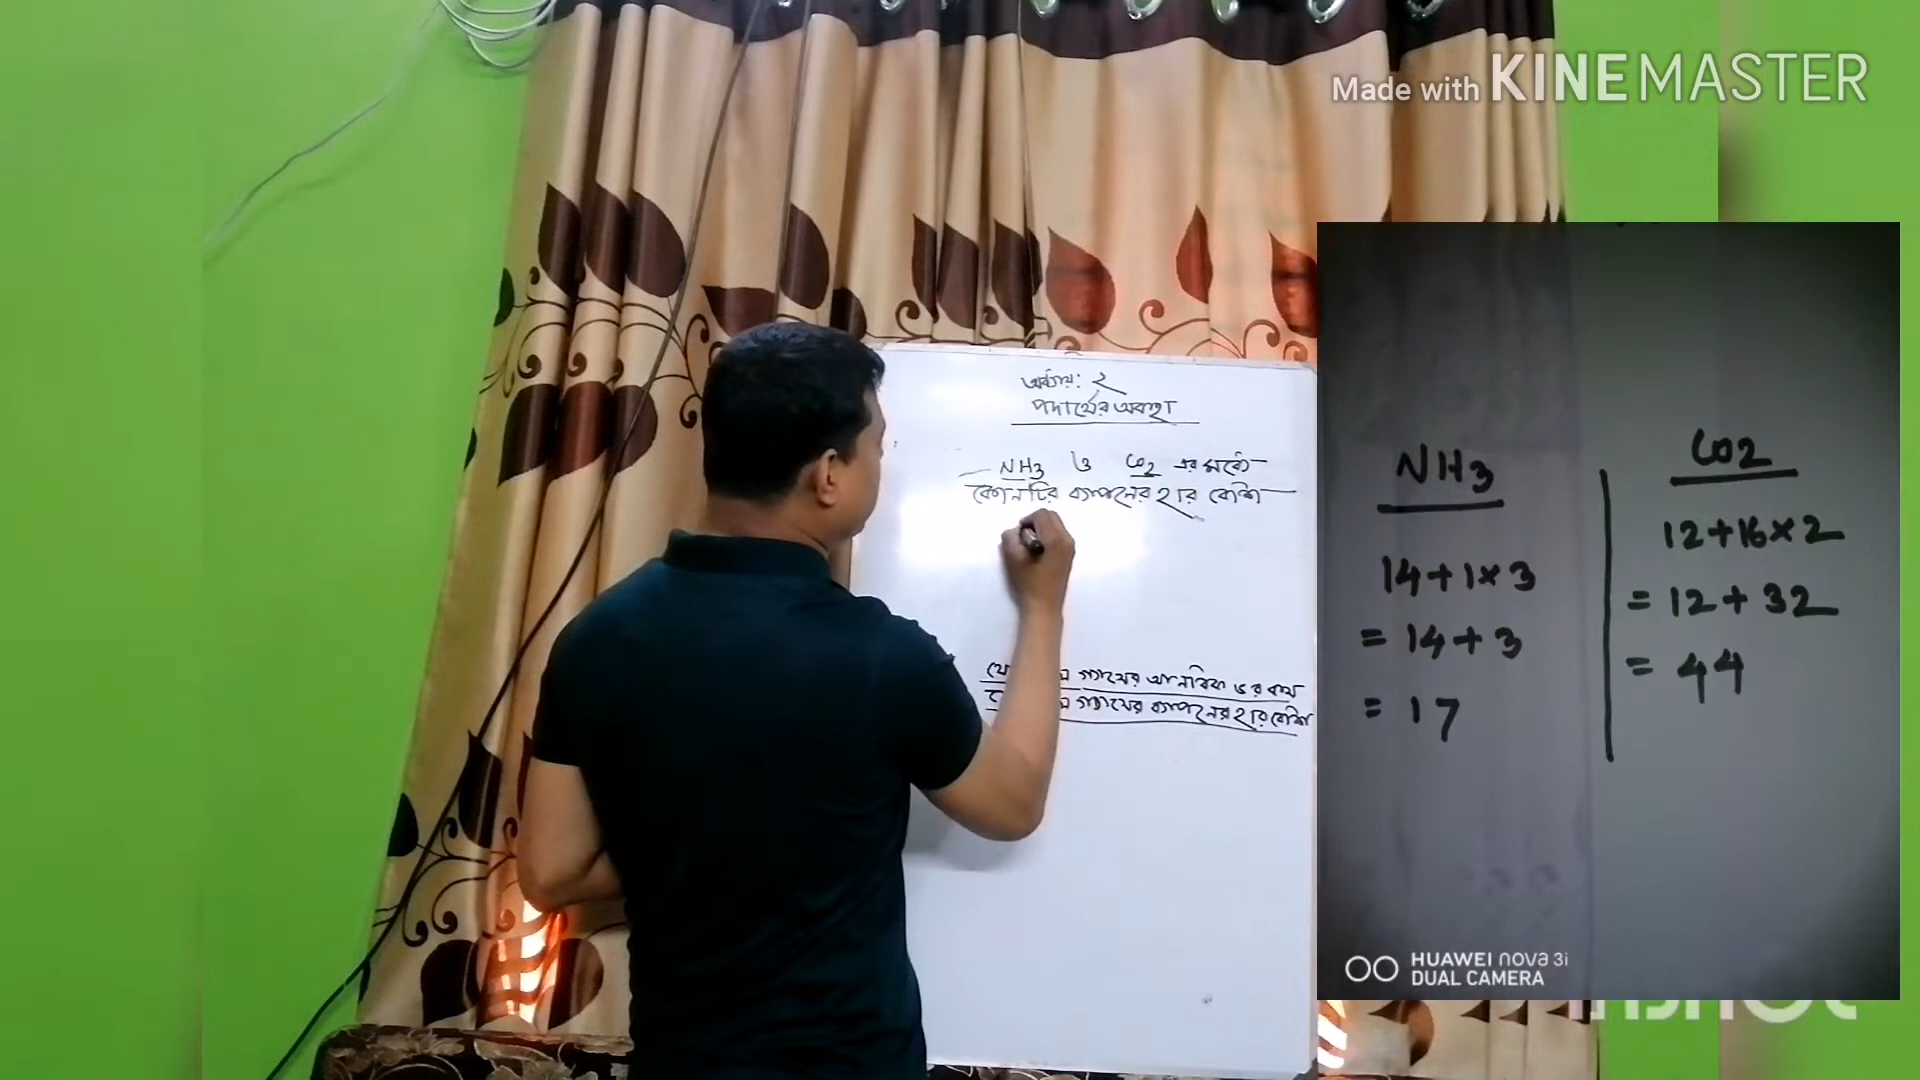 Made with KINEMASTER
অধ্যায়: ২
পদার্থের অবস্থা
NH3 ও CO2 এর মধ্যে
কোনটির ব্যাপনের হার বেশি
গ্যাসের আনবিক ভর কম
গ্যাসের ব্যাপনের হার বেশি
NH3
14+1×3
= 14+3
= 17
CO2
12+16×2
= 12+32
= 44
HUAWEI nova 3i
DUAL CAMERA